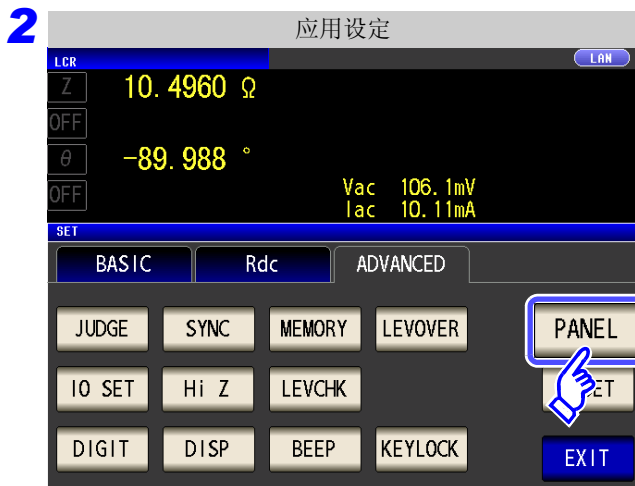 2
应用设定
LCR
LAN
Z 10.4960 Ω
OFF
θ -89.988 °
OFF
Vac 106.1mV
Iac 10.11mA
SET
BASIC Rdc ADVANCED
JUDGE SYNC MEMORY LEVOVER PANEL
IO SET Hi Z LEVCHK
DIGIT DISP BEEP KEYLOCK EXIT